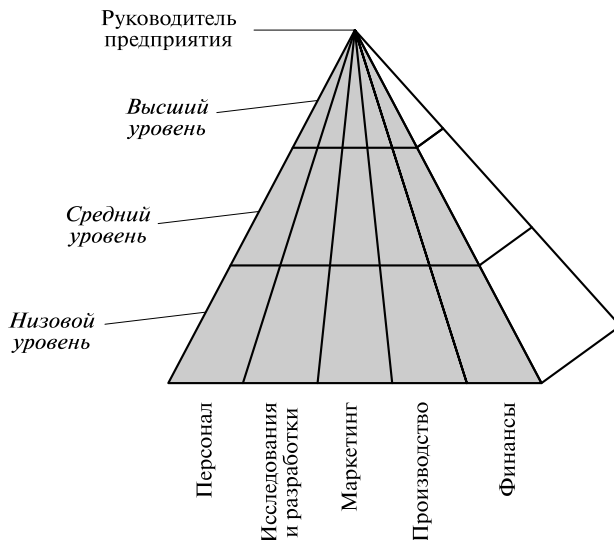 Руководитель
предприятия
Высший
уровень
Средний
уровень
Низовой
уровень
Персонал
Исследования
и разработки
Маркетинг
Производство
Финансы